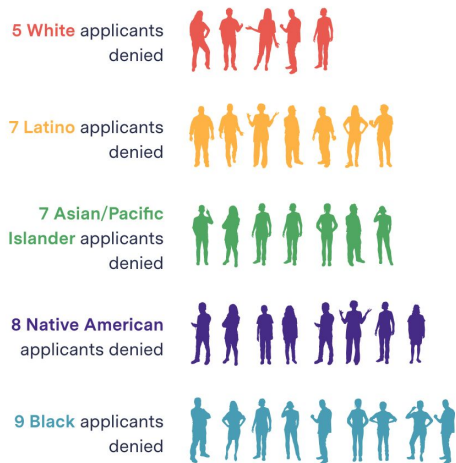 5 White applicants
denied
7 Latino applicants
denied
7 Asian/Pacific
Islander applicants
denied
8 Native American
applicants denied
9 Black applicants
denied